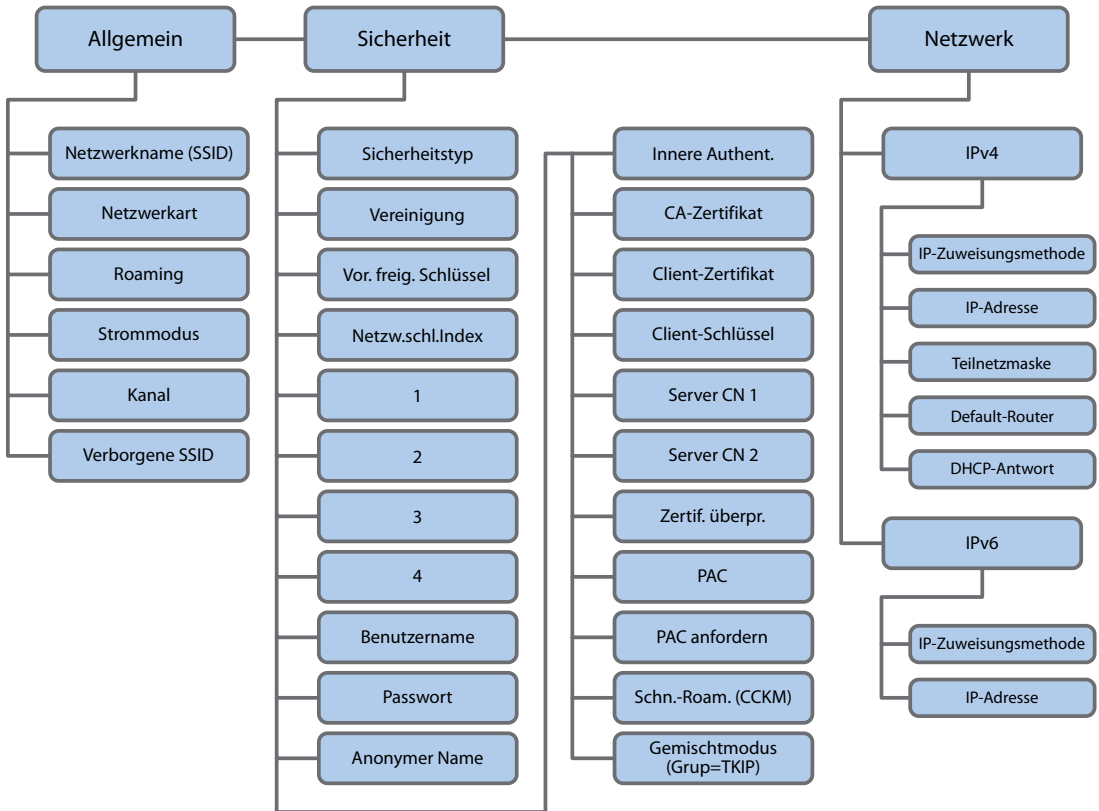 Allgemein
Sicherheit
Netzwerk
Netzwerkname (SSID)
Netzwerkart
Roaming
Strommodus
Kanal
Verborgene SSID
Sicherheitstyp
Vereinigung
Vor. freig. Schlüssel
Netzw.schl.Index
1
2
3
4
Benutzername
Passwort
Anonymer Name
Innere Authent.
CA-Zertifikat
Client-Zertifikat
Client-Schlüssel
Server CN 1
Server CN 2
Zertif. überpr.
PAC
PAC anfordern
Schn.-Roam. (CCKM)
Gemischtmodus
(Grup=TKIP)
IPv4
IP-Zuweisungsmethode
IP-Adresse
Teilnetzmaske
Default-Router
DHCP-Antwort
IPv6
IP-Zuweisungsmethode
IP-Adresse